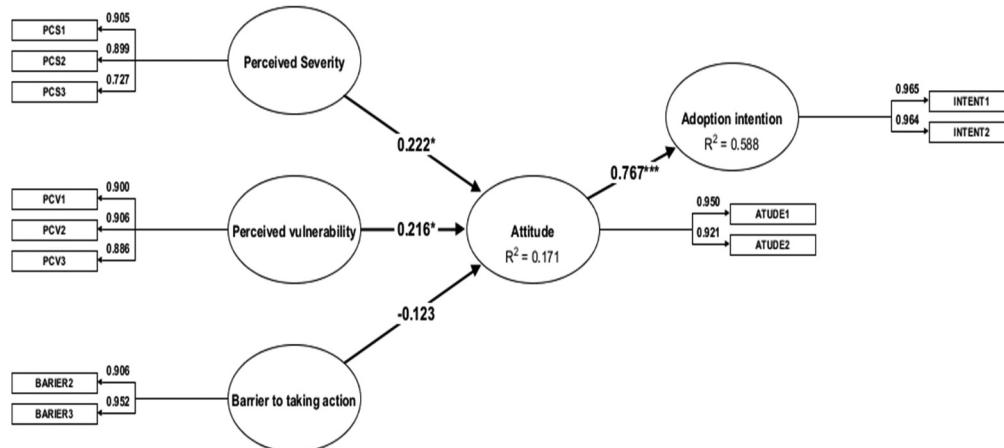 PCS1
0.905
PCS2
0.899
PCS3
0.727
Perceived Severity
0.222*
PCV1
0.900
PCV2
0.906
PCV3
0.886
Perceived vulnerability
0.216*
BARIER2
0.906
BARIER3
0.952
Barrier to taking action
-0.123
Attitude
R² = 0.171
0.767***
Adoption intention
R² = 0.588
0.965
INTENT1
0.964
INTENT2
0.950
ATUDE1
0.921
ATUDE2